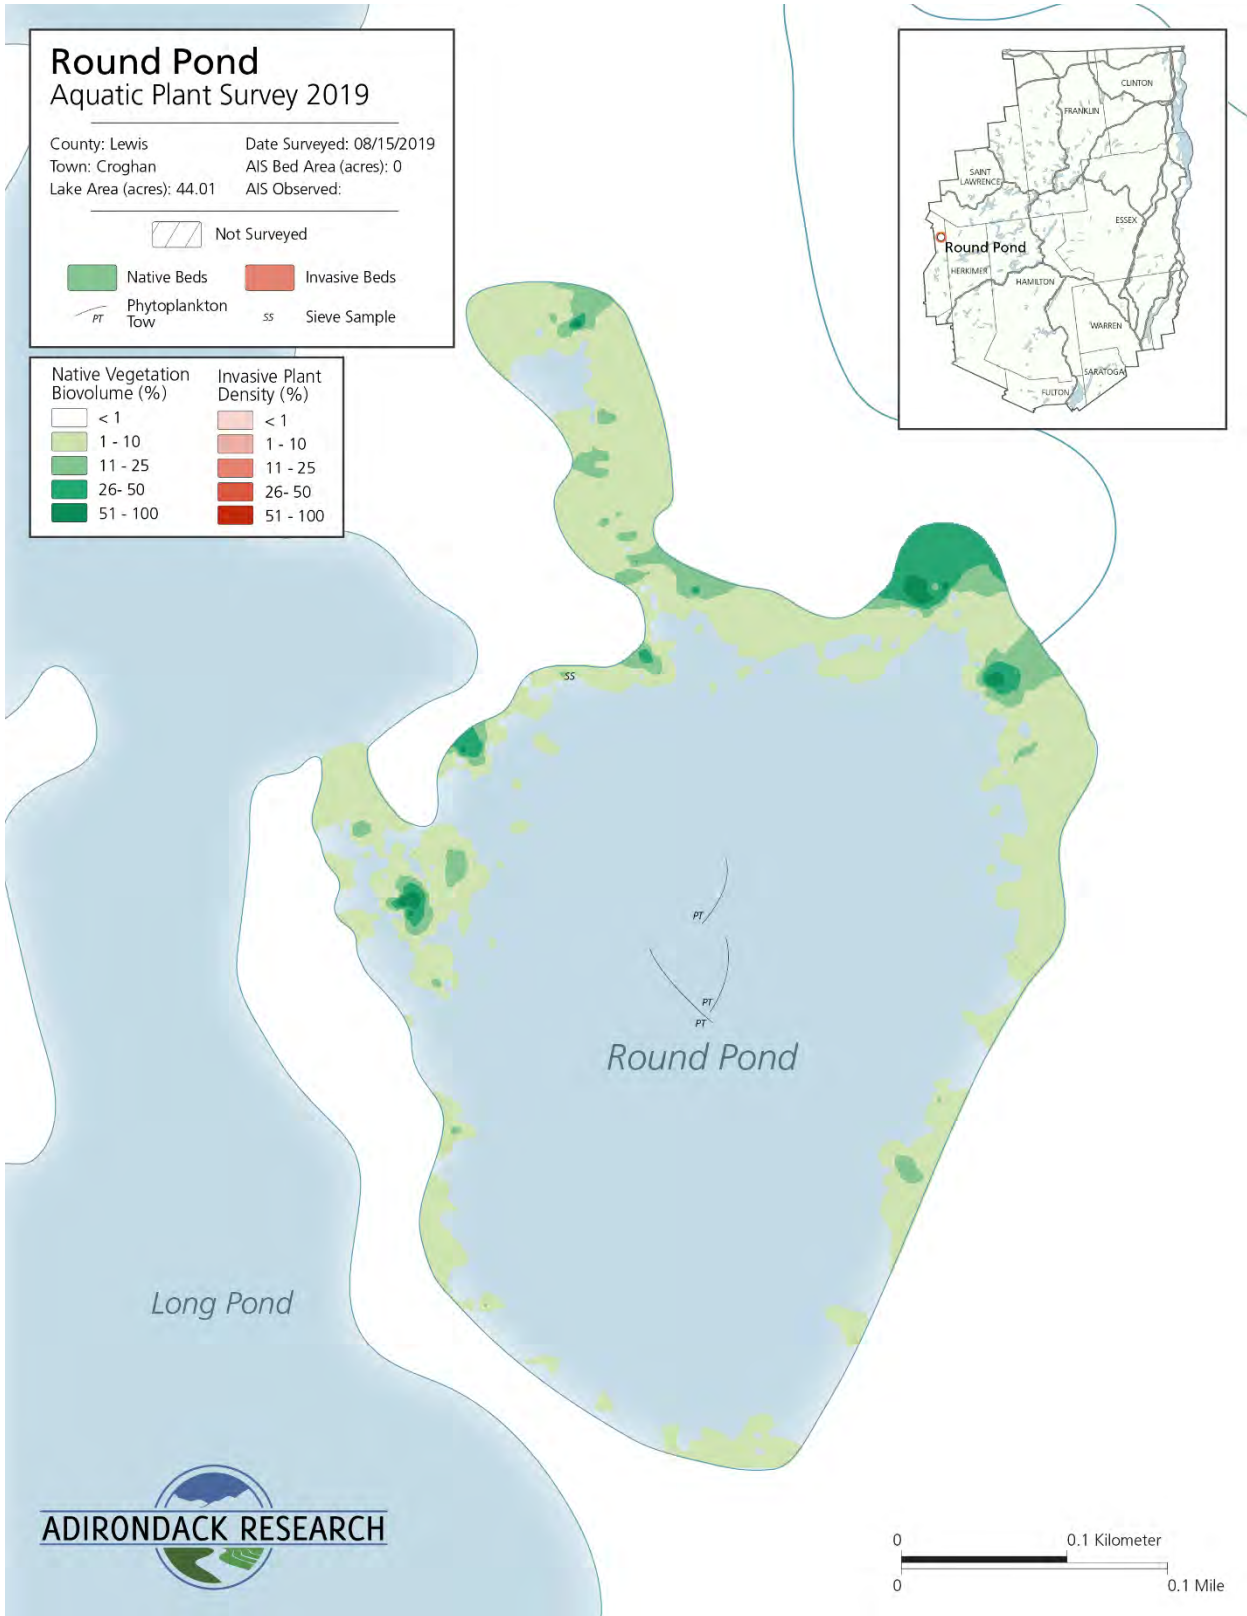 Round Pond
Aquatic Plant Survey 2019
County: Lewis
Town: Croghan
Lake Area (acres): 44.01
Date Surveyed: 08/15/2019
AIS Bed Area (acres): 0
AIS Observed:
Not Surveyed
Native Beds
Invasive Beds
PT
Phytoplankton
Tow
SS
Sieve Sample
Native Vegetation
Biovolume (%)
< 1
1 - 10
11 - 25
26- 50
51 - 100
Invasive Plant
Density (%)
< 1
1 - 10
11 - 25
26- 50
51 - 100
CLINTON
FRANKLIN
SAINT
LAWRENCE
ESSEX
Round Pond
HERKIMER
HAMILTON
WARREN
SARATOGA
FULTON
SS
PT
PT
PT
Round Pond
Long Pond
ADIRONDACK RESEARCH
0
0.1 Kilometer
0
0.1 Mile